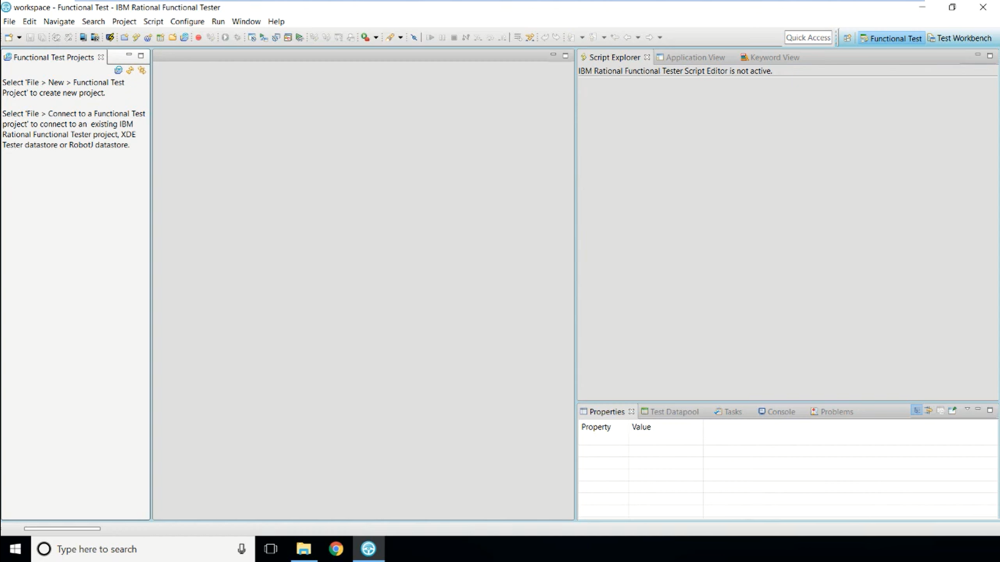 workspace - Functional Test - IBM Rational Functional Tester
File Edit Navigate Search Project Script Configure Run Window Help
Quick Access Functional Test Test Workbench
Functional Test Projects
Select 'File > New > Functional Test
Project' to create new project.
Select 'File > Connect to a Functional Test
project' to connect to an existing IBM
Rational Functional Tester project, XDE
Tester datastore or RobotJ datastore.
Script Explorer Application View Keyword View
IBM Rational Functional Tester Script Editor is not active.
Properties Test Datapool Tasks Console Problems
Property Value
Type here to search